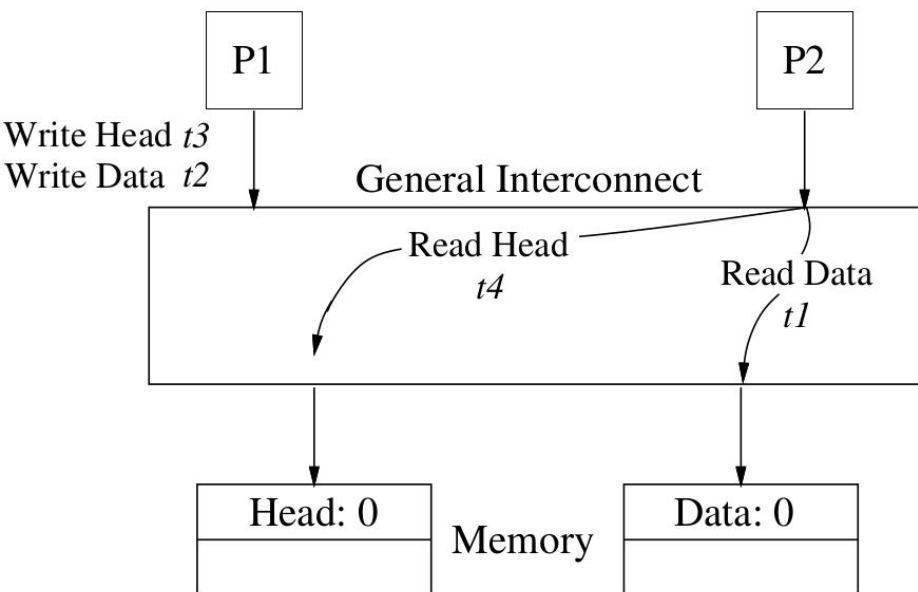 P1
P2
Write Head t3
Write Data t2
General Interconnect
Read Head
t4
Read Data
t1
Head: 0
Data: 0
Memory